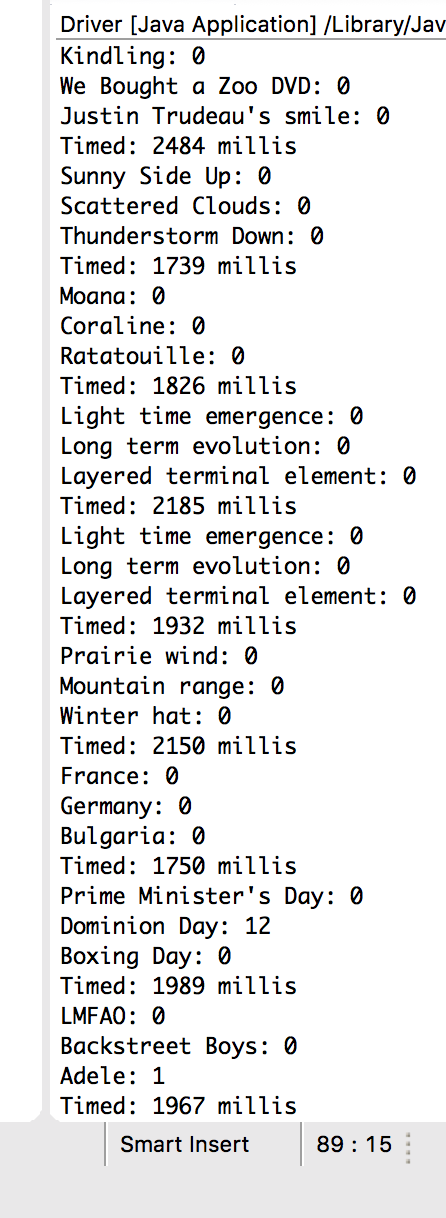 Driver [Java Application] /Library/Jav
Kindling: 0
We Bought a Zoo DVD: 0
Justin Trudeau's smile: 0
Timed: 2484 millis
Sunny Side Up: 0
Scattered Clouds: 0
Thunderstorm Down: 0
Timed: 1739 millis
Moana: 0
Coraline: 0
Ratatouille: 0
Timed: 1826 millis
Light time emergence: 0
Long term evolution: 0
Layered terminal element: 0
Timed: 2185 millis
Light time emergence: 0
Long term evolution: 0
Layered terminal element: 0
Timed: 1932 millis
Prairie wind: 0
Mountain range: 0
Winter hat: 0
Timed: 2150 millis
France: 0
Germany: 0
Bulgaria: 0
Timed: 1750 millis
Prime Minister's Day: 0
Dominion Day: 12
Boxing Day: 0
Timed: 1989 millis
LMFAO: 0
Backstreet Boys: 0
Adele: 1
Timed: 1967 millis
Smart Insert 89 : 15